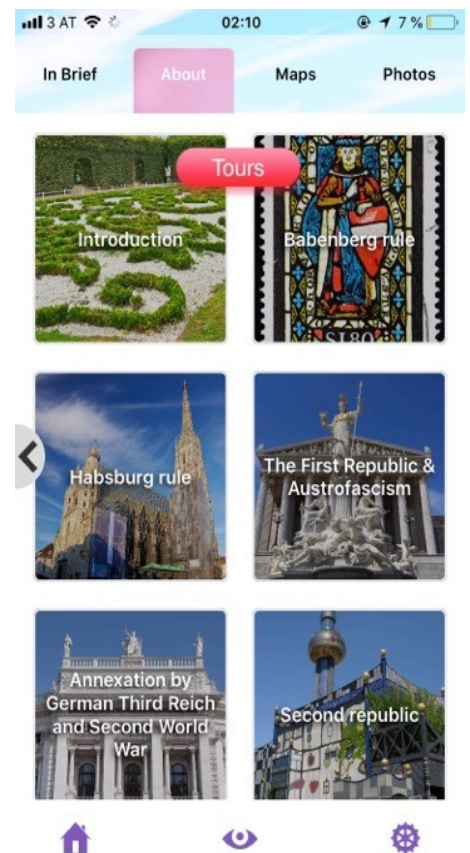 3 AT 02:10 7%
In Brief About Maps Photos
Tours
Introduction
Babenberg rule
S180
Habsburg rule
The First Republic &
Austrofascism
Annexation by
German Third Reich
and Second World
War
Second republic